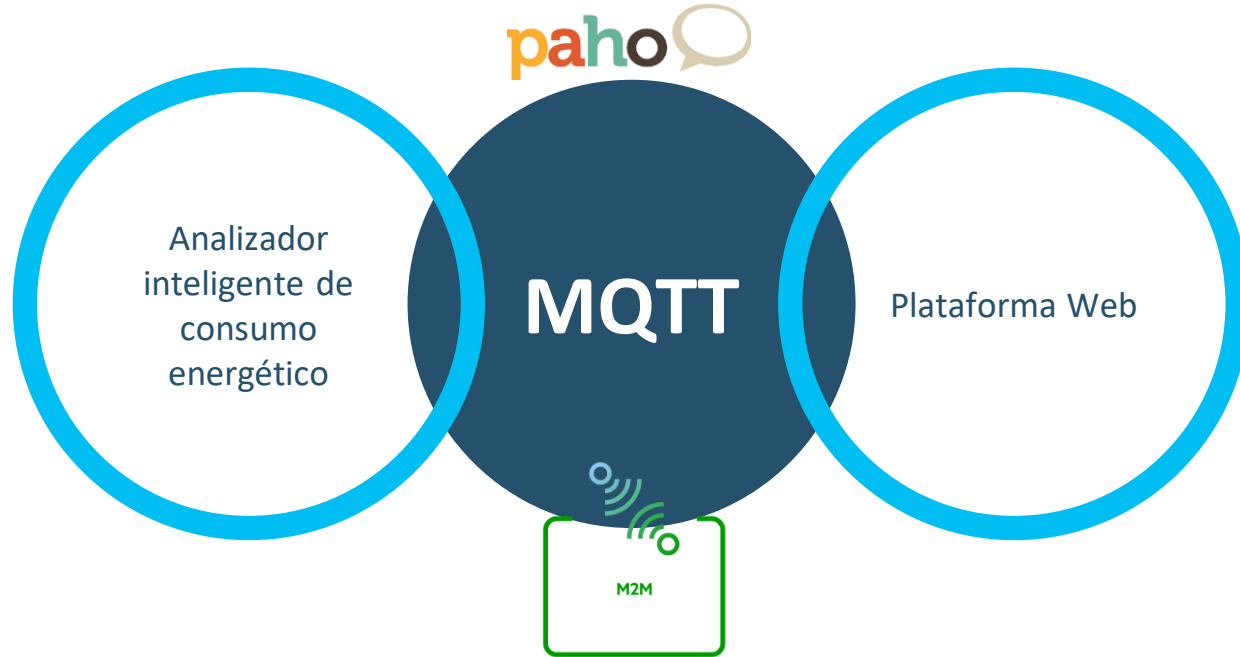 paho
Analizador
inteligente de
consumo
energético
MQTT
Plataforma Web
M2M